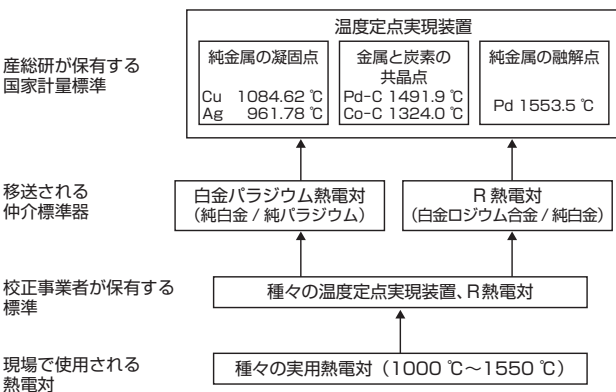 温度定点実現装置
産総研が保有する
国家計量標準
純金属の凝固点
Cu 1084.62 ℃
Ag 961.78 ℃
金属と炭素の
共晶点
Pd-C 1491.9 ℃
Co-C 1324.0 ℃
純金属の融解点
Pd 1553.5 ℃
移送される
仲介標準器
白金パラジウム熱電対
(純白金 / 純パラジウム)
R 熱電対
(白金ロジウム合金 / 純白金)
校正事業者が保有する
標準
種々の温度定点実現装置、R熱電対
現場で使用される
熱電対
種々の実用熱電対（1000 ℃～1550 ℃）